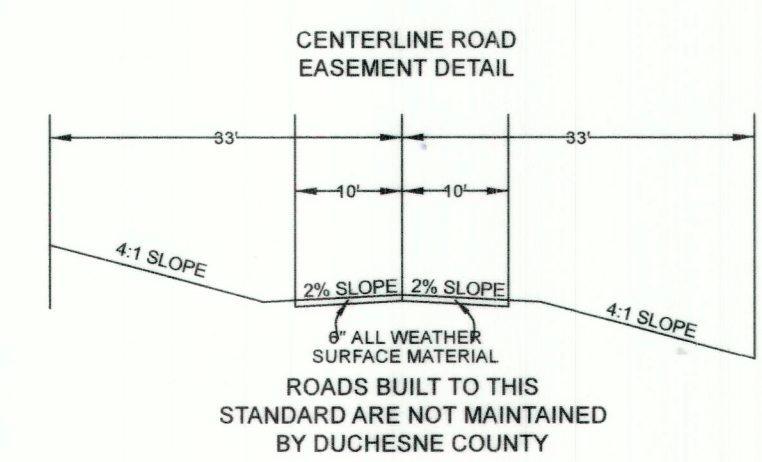 CENTERLINE ROAD
EASEMENT DETAIL
33' 33'
10' 10'
4:1 SLOPE
2% SLOPE 2% SLOPE
4:1 SLOPE
6" ALL WEATHER
SURFACE MATERIAL
ROADS BUILT TO THIS
STANDARD ARE NOT MAINTAINED
BY DUCHESNE COUNTY